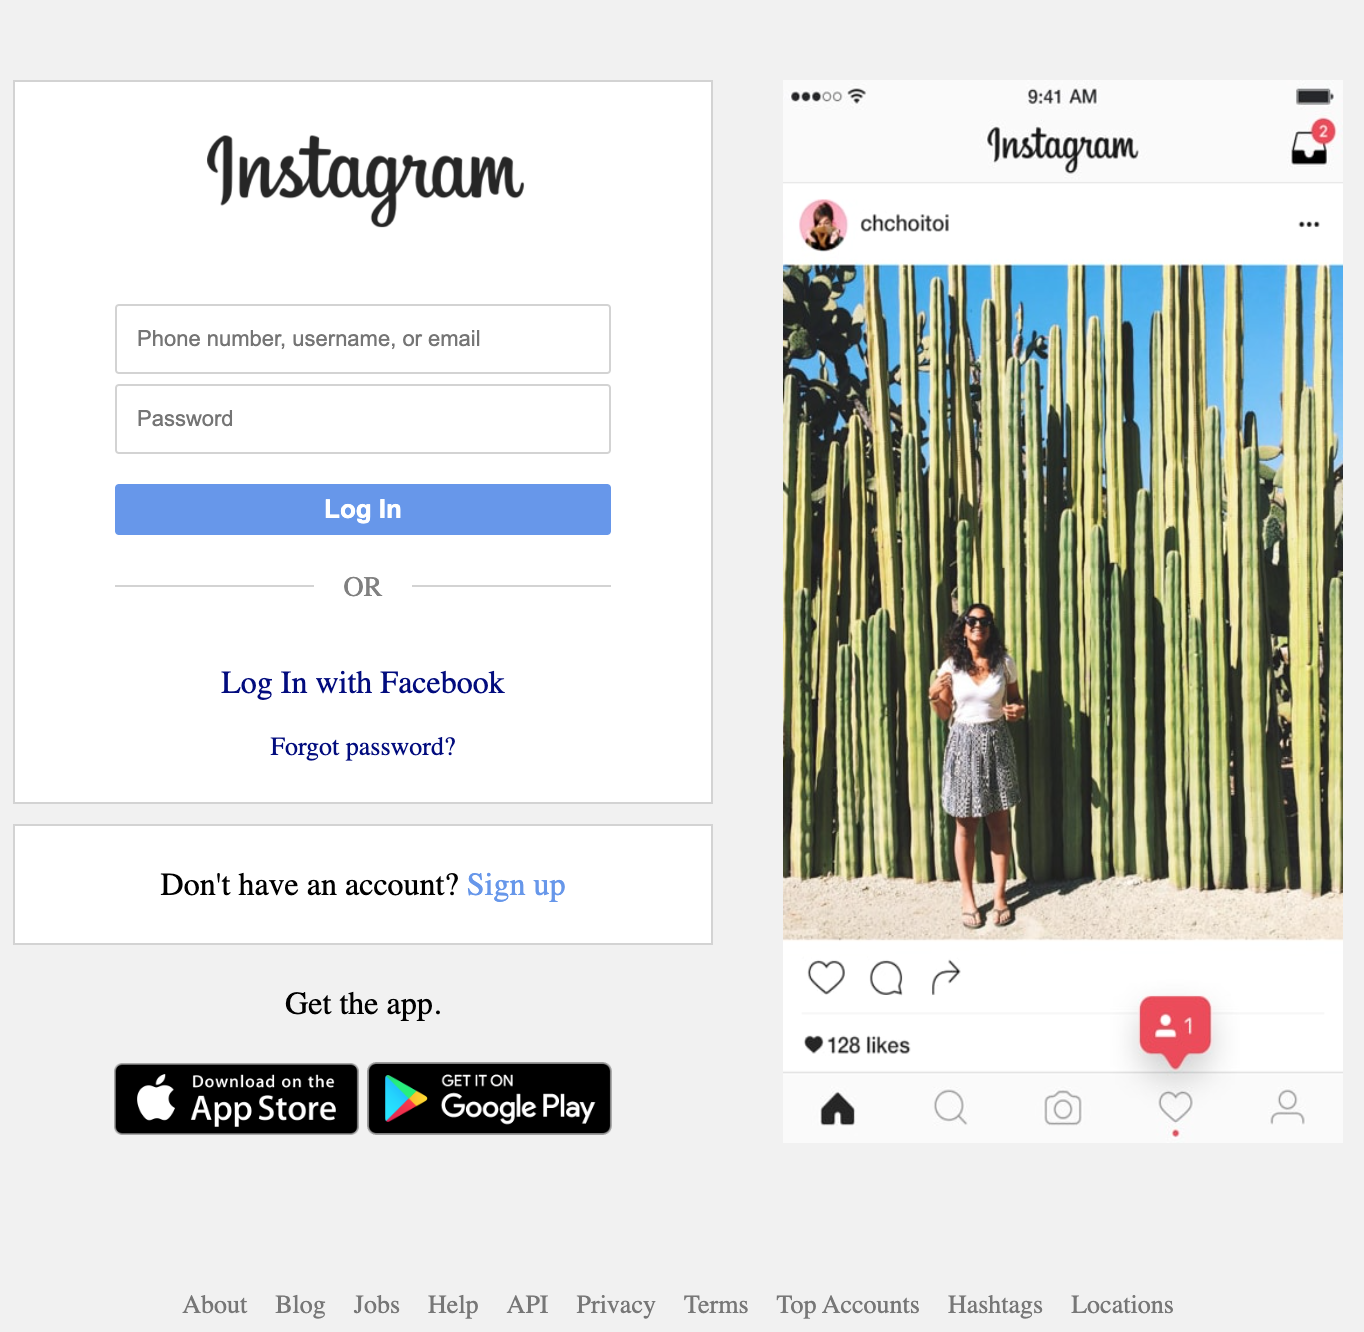 Instagram
Phone number, username, or email
Password
Log In
OR
Log In with Facebook
Forgot password?
Don't have an account? Sign up
Get the app.
Download on the
App Store
GET IT ON
Google Play
9:41 AM
Instagram
2
chchoitoi
1
128 likes
About Blog Jobs Help API Privacy Terms Top Accounts Hashtags Locations